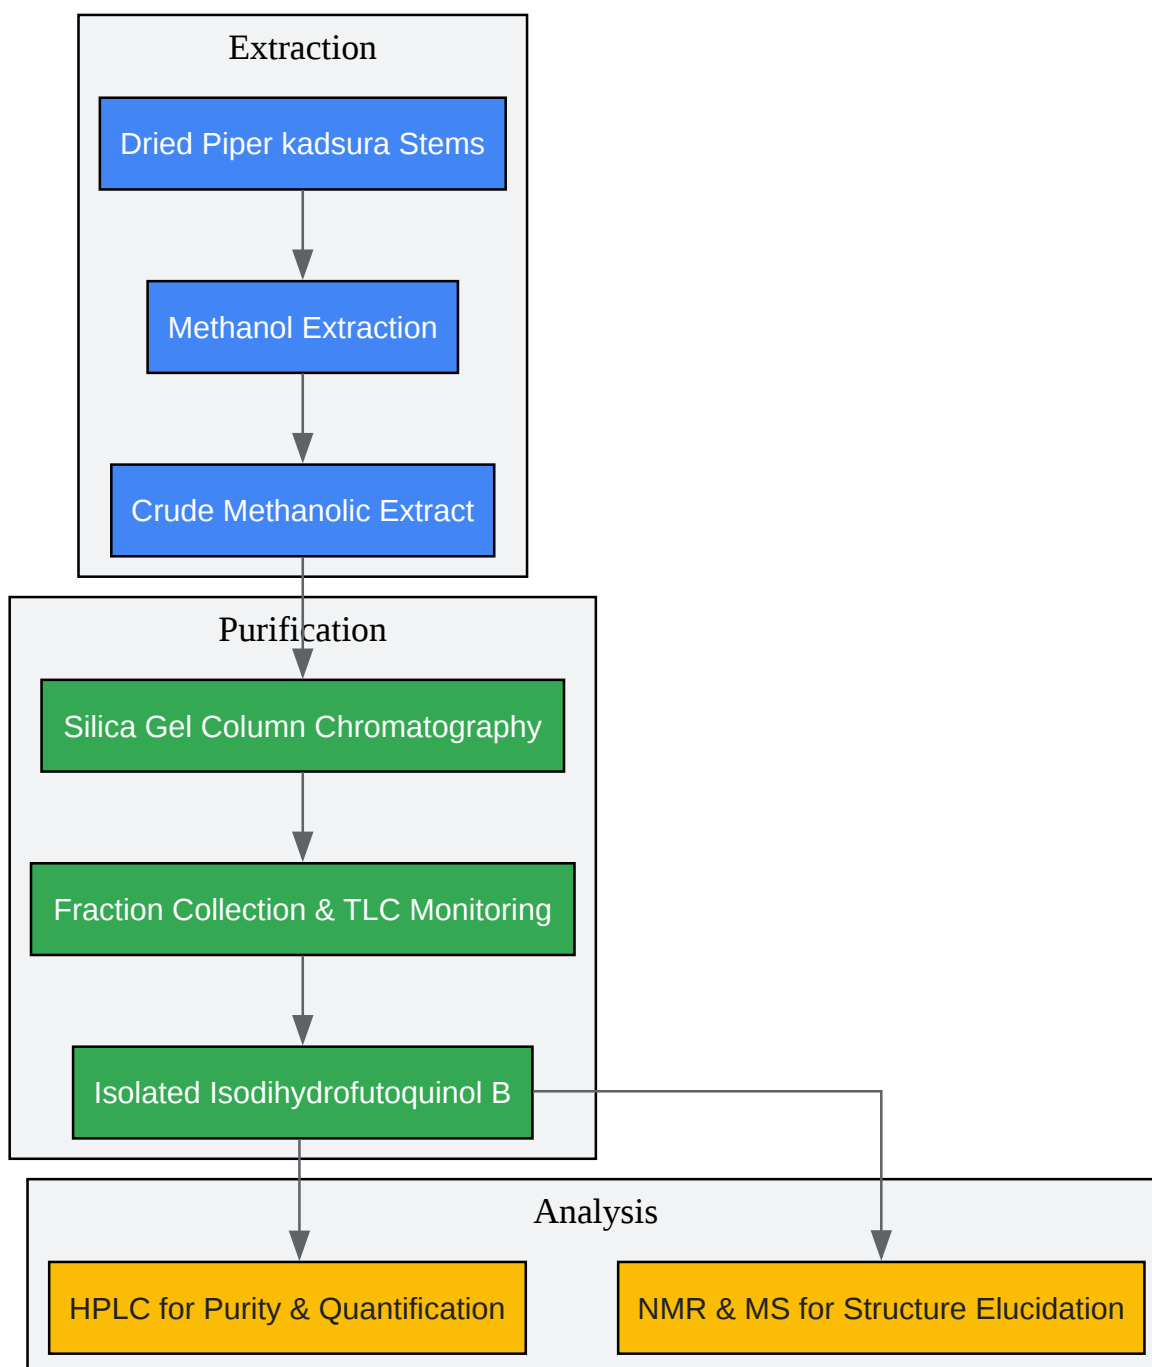 Extraction
Dried Piper kadsura Stems
Methanol Extraction
Crude Methanolic Extract
Purification
Silica Gel Column Chromatography
Fraction Collection & TLC Monitoring
Isolated Isodihydrofutoquinol B
Analysis
HPLC for Purity & Quantification
NMR & MS for Structure Elucidation